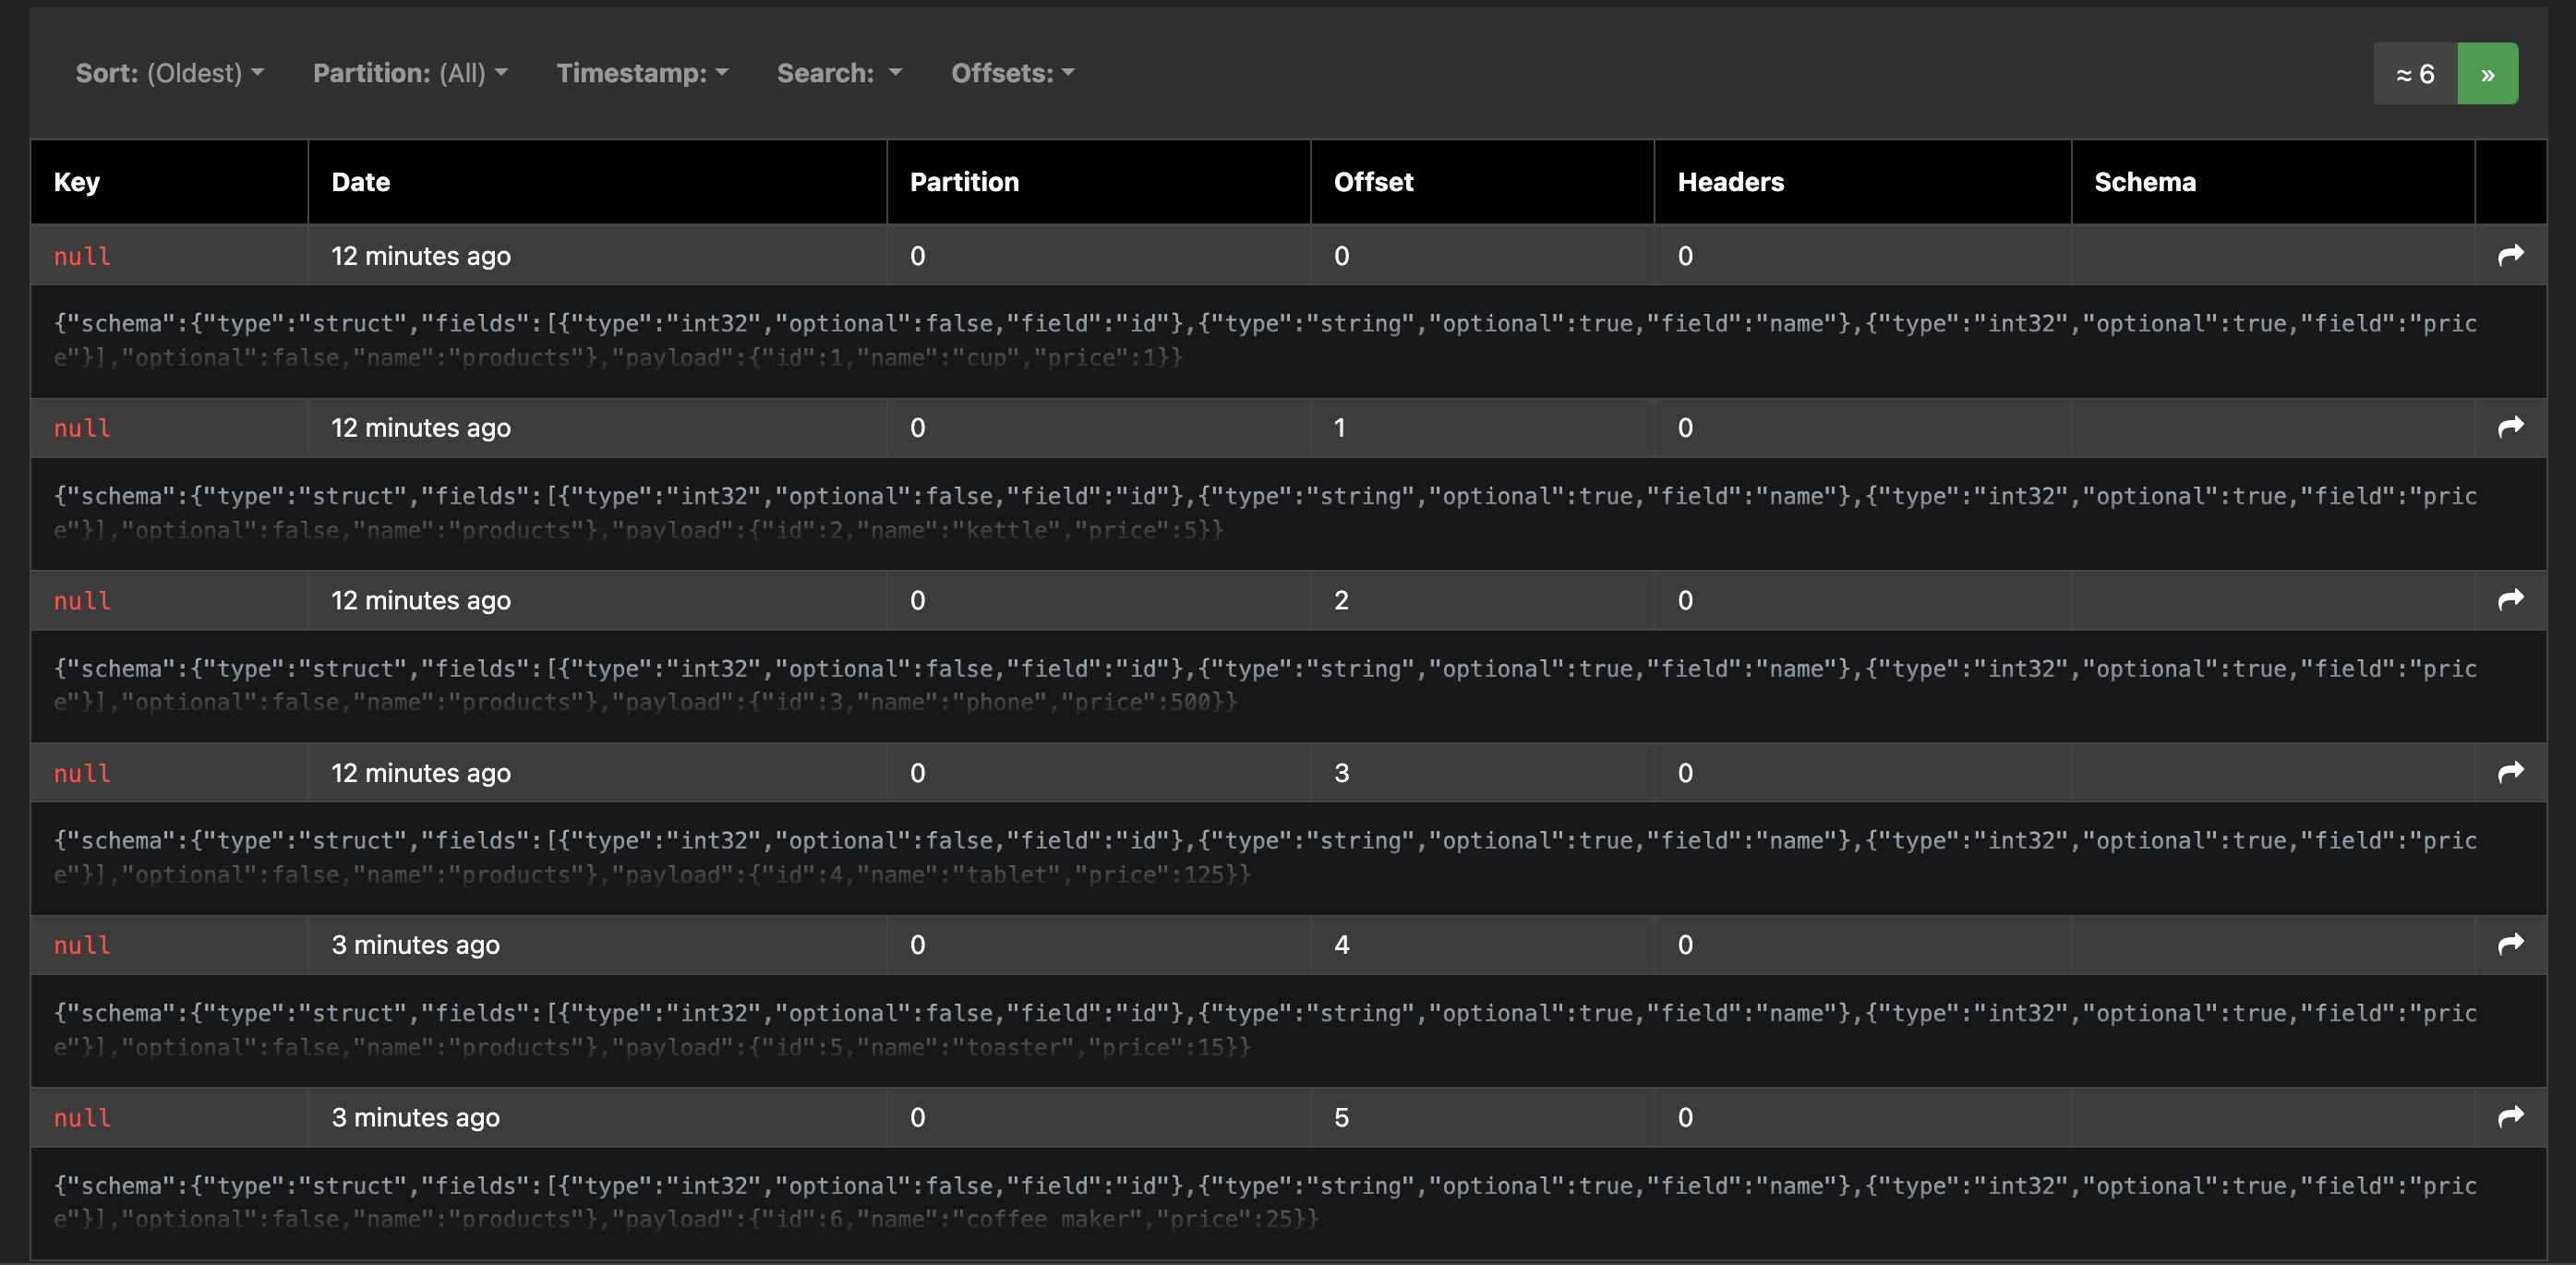 Sort: (Oldest) Partition: (All) Timestamp: Search: Offsets: ≈ 6 »
Key Date Partition Offset Headers Schema
null 12 minutes ago 0 0 0
{"schema":{"type":"struct","fields":[{"type":"int32","optional":false,"field":"id"},{"type":"string","optional":true,"field":"name"},{"type":"int32","optional":true,"field":"pric
e"}],"optional":false,"name":"products"},"payload":{"id":1,"name":"cup","price":1}}
null 12 minutes ago 0 1 0
{"schema":{"type":"struct","fields":[{"type":"int32","optional":false,"field":"id"},{"type":"string","optional":true,"field":"name"},{"type":"int32","optional":true,"field":"pric
e"}],"optional":false,"name":"products"},"payload":{"id":2,"name":"kettle","price":5}}
null 12 minutes ago 0 2 0
{"schema":{"type":"struct","fields":[{"type":"int32","optional":false,"field":"id"},{"type":"string","optional":true,"field":"name"},{"type":"int32","optional":true,"field":"pric
e"}],"optional":false,"name":"products"},"payload":{"id":3,"name":"phone","price":500}}
null 12 minutes ago 0 3 0
{"schema":{"type":"struct","fields":[{"type":"int32","optional":false,"field":"id"},{"type":"string","optional":true,"field":"name"},{"type":"int32","optional":true,"field":"pric
e"}],"optional":false,"name":"products"},"payload":{"id":4,"name":"tablet","price":125}}
null 3 minutes ago 0 4 0
{"schema":{"type":"struct","fields":[{"type":"int32","optional":false,"field":"id"},{"type":"string","optional":true,"field":"name"},{"type":"int32","optional":true,"field":"pric
e"}],"optional":false,"name":"products"},"payload":{"id":5,"name":"toaster","price":15}}
null 3 minutes ago 0 5 0
{"schema":{"type":"struct","fields":[{"type":"int32","optional":false,"field":"id"},{"type":"string","optional":true,"field":"name"},{"type":"int32","optional":true,"field":"pric
e"}],"optional":false,"name":"products"},"payload":{"id":6,"name":"coffee maker","price":25}}